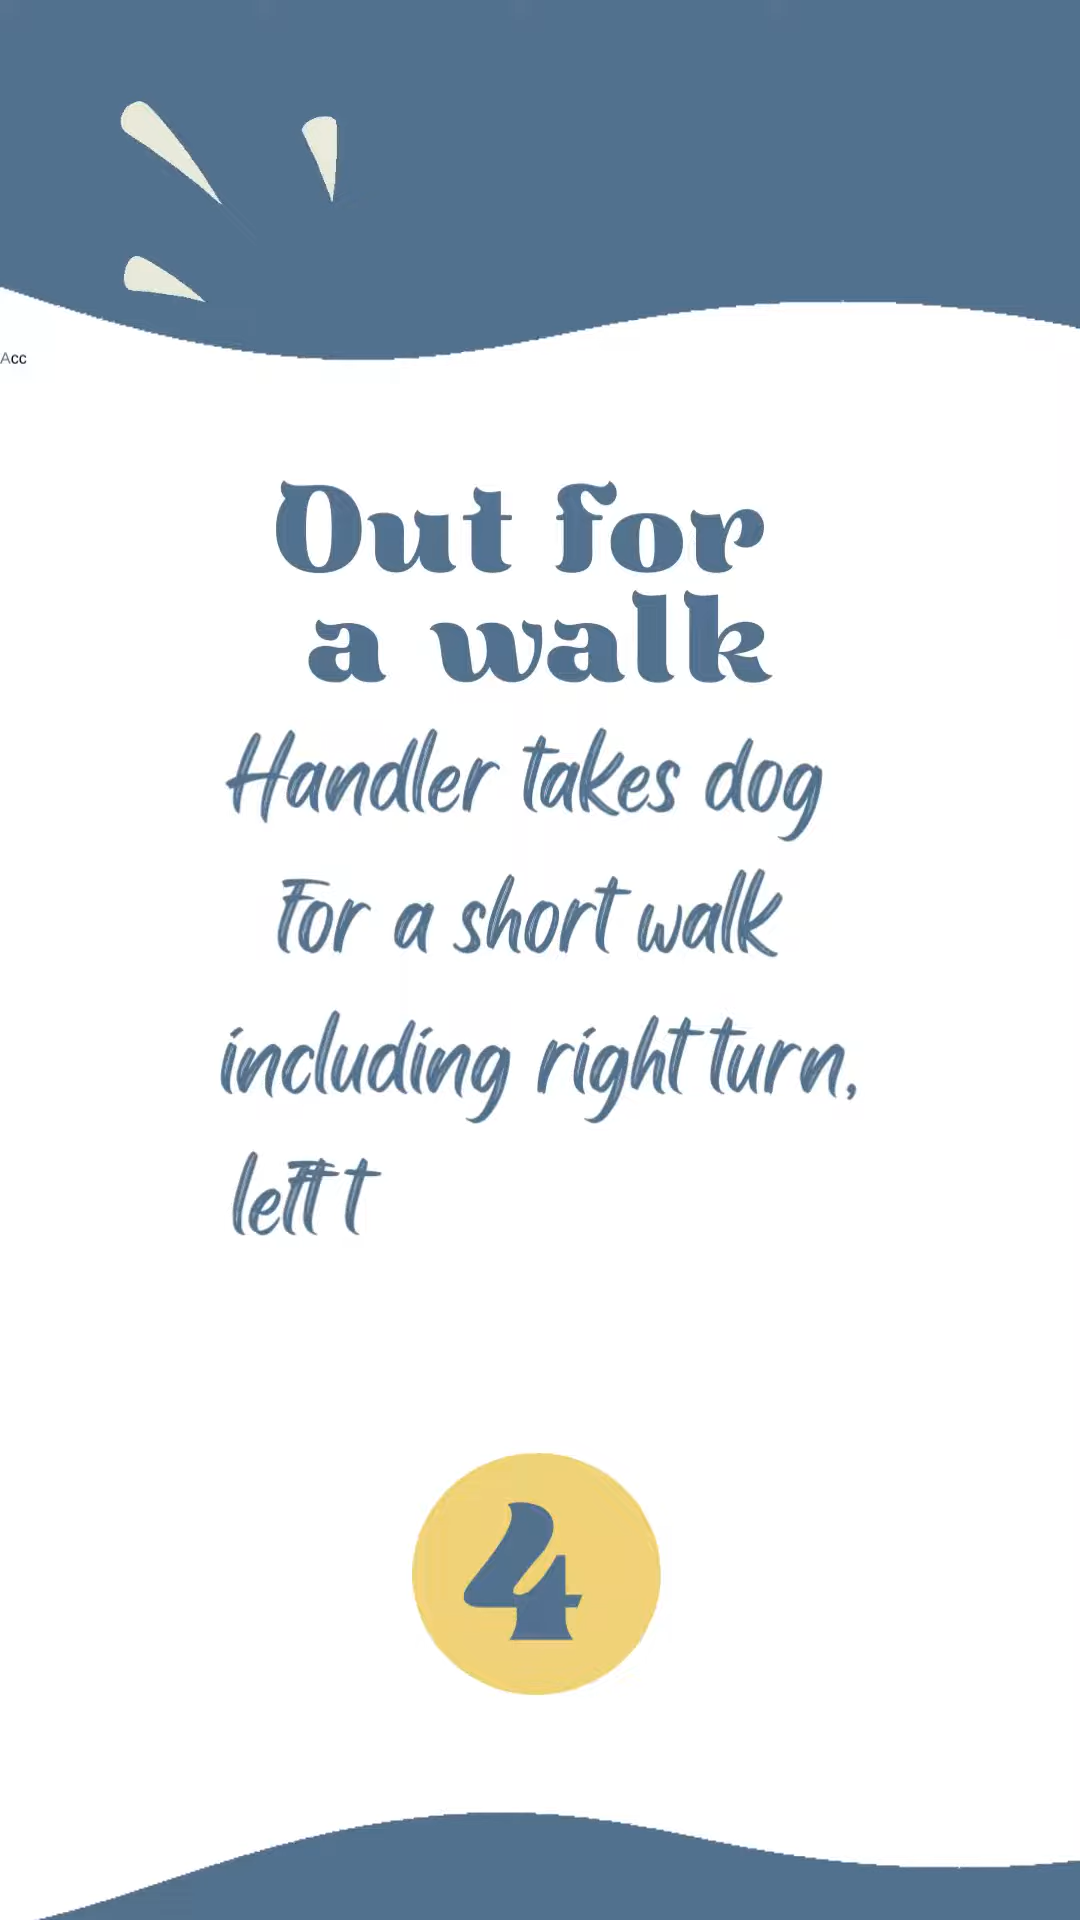 Acc
Out for
a walk
Handler takes dog
for a short walk
including right turn,
left t
4